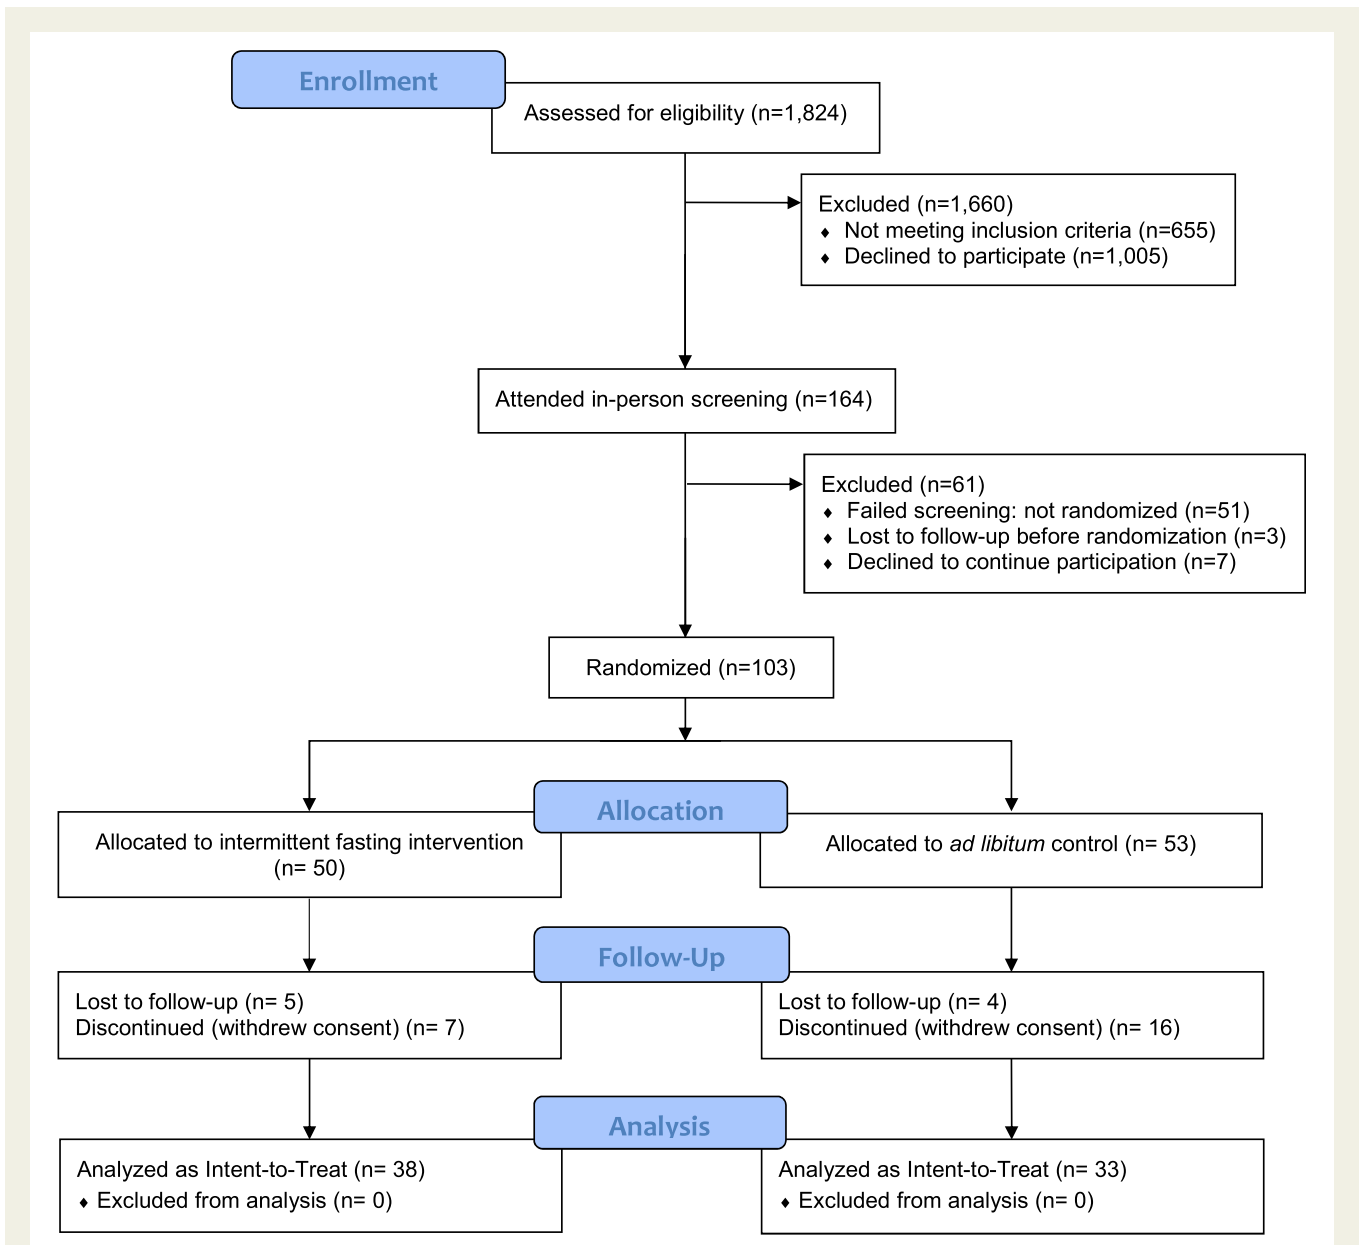 Enrollment
Assessed for eligibility (n=1,824)
Excluded (n=1,660)
♦ Not meeting inclusion criteria (n=655)
♦ Declined to participate (n=1,005)
Attended in-person screening (n=164)
Excluded (n=61)
♦ Failed screening: not randomized (n=51)
♦ Lost to follow-up before randomization (n=3)
♦ Declined to continue participation (n=7)
Randomized (n=103)
Allocation
Allocated to intermittent fasting intervention
(n= 50)
Allocated to ad libitum control (n= 53)
Follow-Up
Lost to follow-up (n= 5)
Discontinued (withdrew consent) (n= 7)
Lost to follow-up (n= 4)
Discontinued (withdrew consent) (n= 16)
Analysis
Analyzed as Intent-to-Treat (n= 38)
♦ Excluded from analysis (n= 0)
Analyzed as Intent-to-Treat (n= 33)
♦ Excluded from analysis (n= 0)